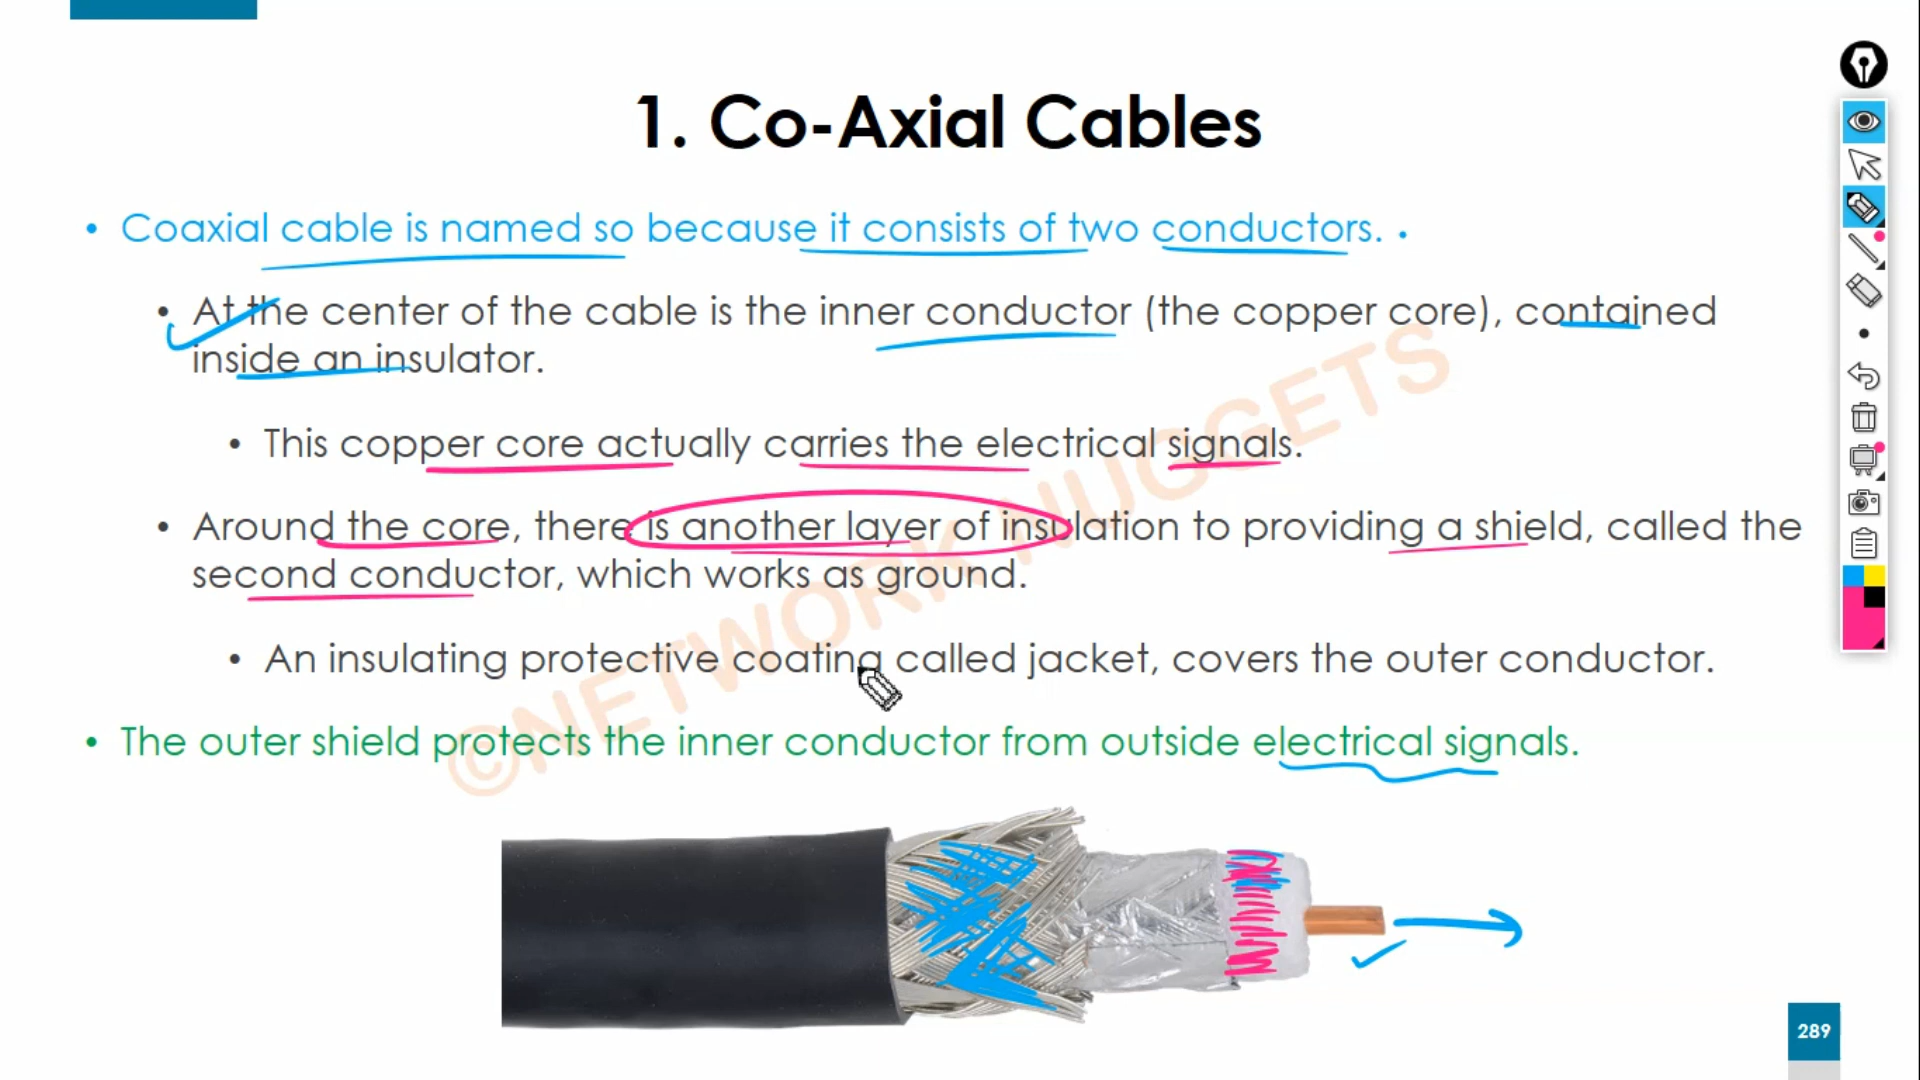 1. Co-Axial Cables
• Coaxial cable is named so because it consists of two conductors.
• At the center of the cable is the inner conductor (the copper core), contained
inside an insulator.
• This copper core actually carries the electrical signals.
• Around the core, there is another layer of insulation to providing a shield, called the
second conductor, which works as ground.
• An insulating protective coating called jacket, covers the outer conductor.
• The outer shield protects the inner conductor from outside electrical signals.
©NETWORK NUGGETS
289